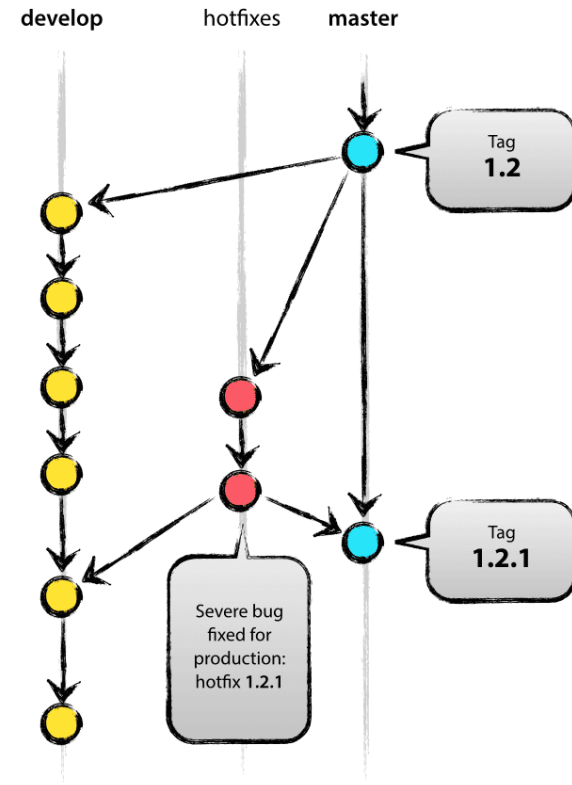 develop
hotfixes
master
Tag
1.2
Tag
1.2.1
Severe bug
fixed for
production:
hotfix 1.2.1